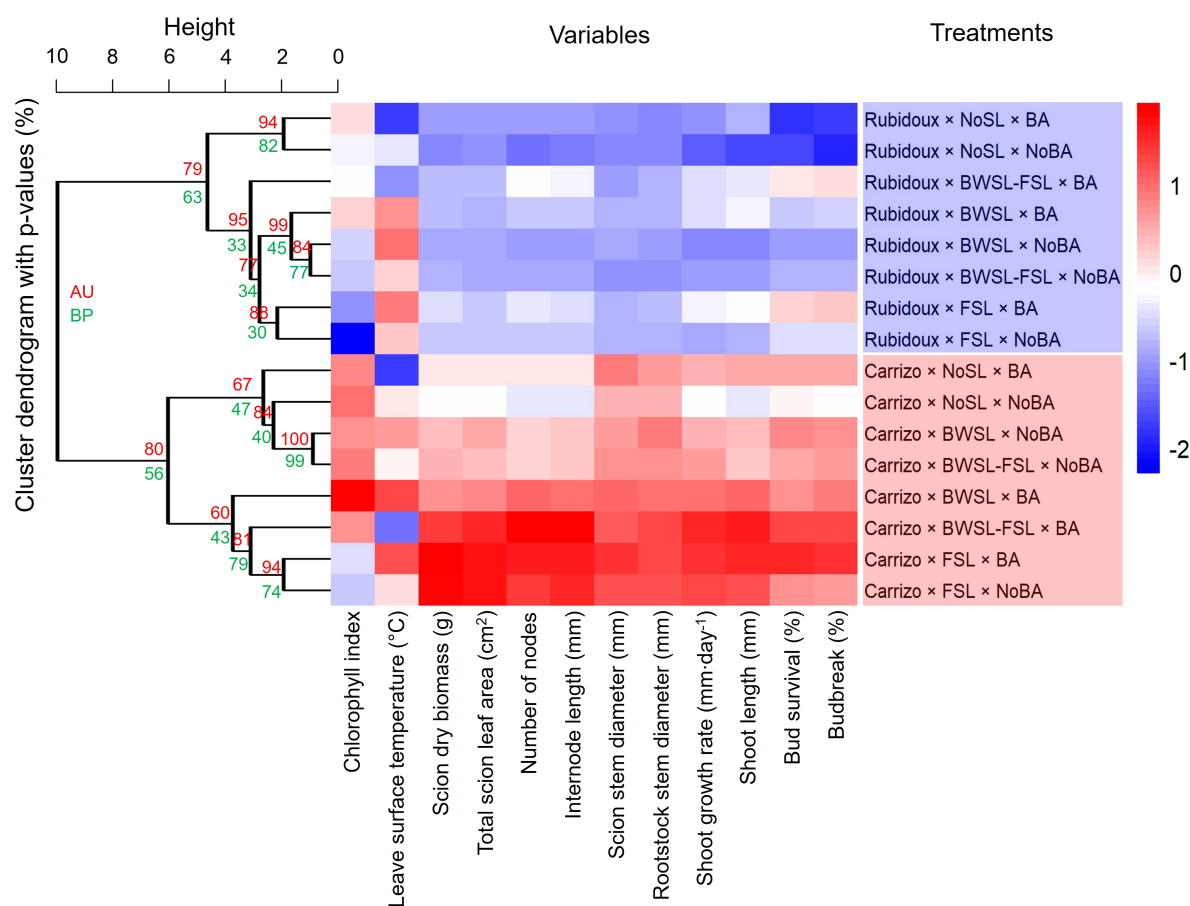 Height
Variables
Treatments
10 8 6 4 2 0
Cluster dendrogram with p-values (%)
AU
BP
94
82
79
63
95
33
99
45
84
77
77
34
88
30
67
47
84
40
100
99
80
56
60
43
81
79
94
74
Rubidoux × NoSL × BA
Rubidoux × NoSL × NoBA
Rubidoux × BWSL-FSL × BA
Rubidoux × BWSL × BA
Rubidoux × BWSL × NoBA
Rubidoux × BWSL-FSL × NoBA
Rubidoux × FSL × BA
Rubidoux × FSL × NoBA
Carrizo × NoSL × BA
Carrizo × NoSL × NoBA
Carrizo × BWSL × NoBA
Carrizo × BWSL-FSL × NoBA
Carrizo × BWSL × BA
Carrizo × BWSL-FSL × BA
Carrizo × FSL × BA
Carrizo × FSL × NoBA
1
0
-1
-2
Chlorophyll index
Leave surface temperature (°C)
Scion dry biomass (g)
Total scion leaf area (cm²)
Number of nodes
Internode length (mm)
Scion stem diameter (mm)
Rootstock stem diameter (mm)
Shoot growth rate (mm·day⁻¹)
Shoot length (mm)
Bud survival (%)
Budbreak (%)